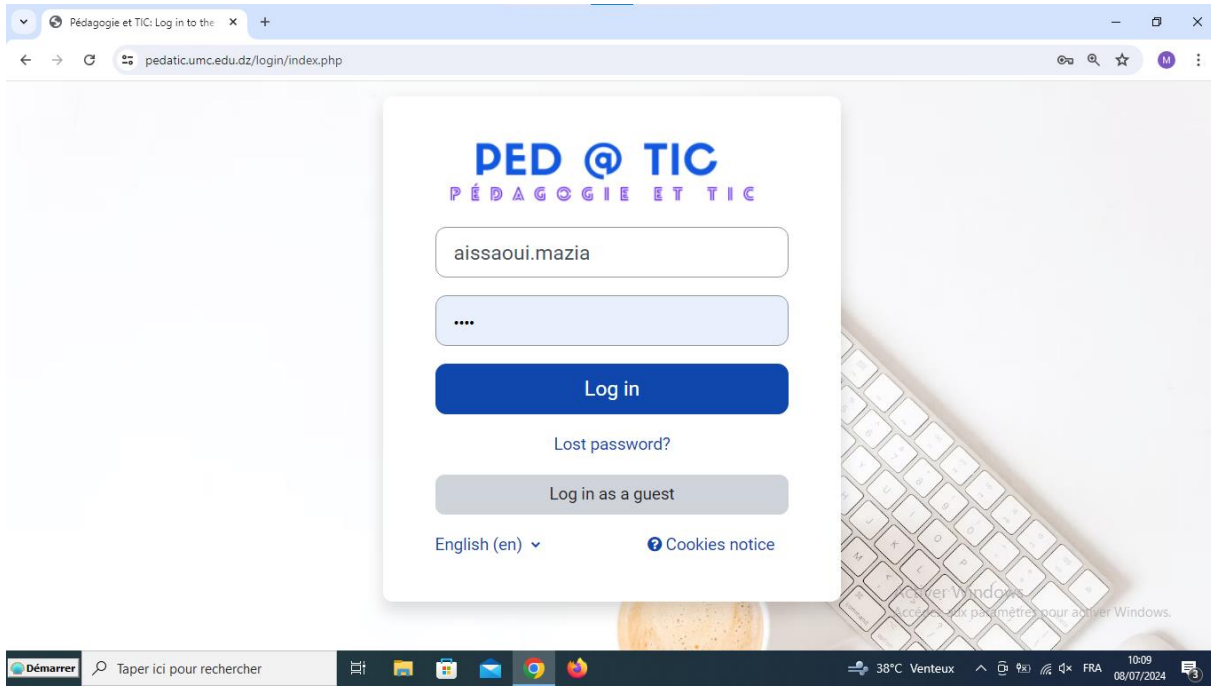 Pédagogie et TIC: Log in to the
pedatic.umc.edu.dz/login/index.php
M
PED @ TIC
PÉDAGOGIE ET TIC
aissaoui.mazia
••••
Log in
Lost password?
Log in as a guest
English (en)
Cookies notice
Activer Windows
Accédez aux paramètres pour activer Windows.
Démarrer
Taper ici pour rechercher
38°C Venteux
FRA
10:09
08/07/2024
3